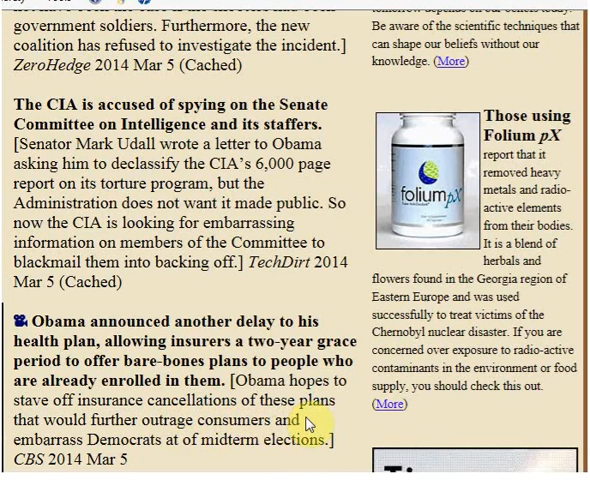 government soldiers. Furthermore, the new
coalition has refused to investigate the incident.]
ZeroHedge 2014 Mar 5 (Cached)
The CIA is accused of spying on the Senate
Committee on Intelligence and its staffers.
[Senator Mark Udall wrote a letter to Obama
asking him to declassify the CIA's 6,000 page
report on its torture program, but the
Administration does not want it made public. So
now the CIA is looking for embarrassing
information on members of the Committee to
blackmail them into backing off.] TechDirt 2014
Mar 5 (Cached)
Obama announced another delay to his
health plan, allowing insurers a two-year grace
period to offer bare-bones plans to people who
are already enrolled in them. [Obama hopes to
stave off insurance cancellations of these plans
that would further outrage consumers and
embarrass Democrats at of midterm elections.]
CBS 2014 Mar 5
tomorrow depends on our beliefs today.
Be aware of the scientific techniques that
can shape our beliefs without our
knowledge. (More)
foliumpX
Those using
Folium pX
report that it
removed heavy
metals and radio-
active elements
from their bodies.
It is a blend of
herbals and
flowers found in the Georgia region of
Eastern Europe and was used
successfully to treat victims of the
Chernobyl nuclear disaster. If you are
concerned over exposure to radio-active
contaminants in the environment or food
supply, you should check this out.
(More)